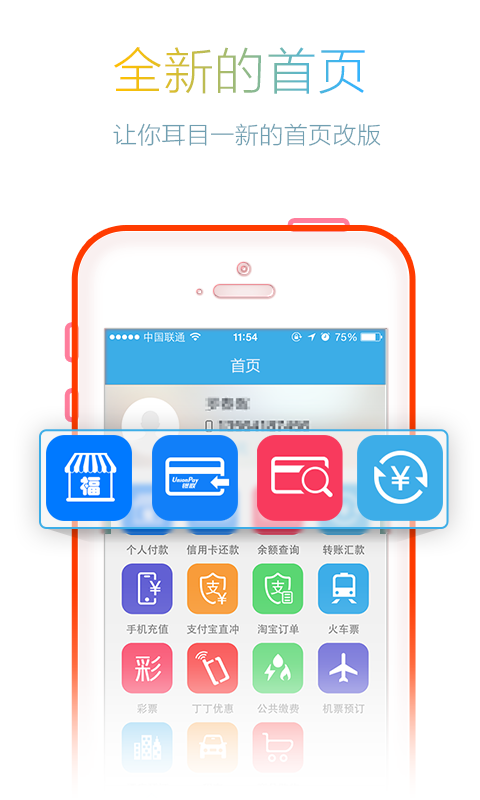 全新的首页
让你耳目一新的首页改版
中国联通 11:54 75%
首页
福 UnionPay 银联 ¥
个人付款 信用卡还款 余额查询 转账汇款
¥ 支 ¥ 支
手机充值 支付宝直冲 淘宝订单 火车票
彩
彩票 丁丁优惠 公共缴费 机票预订